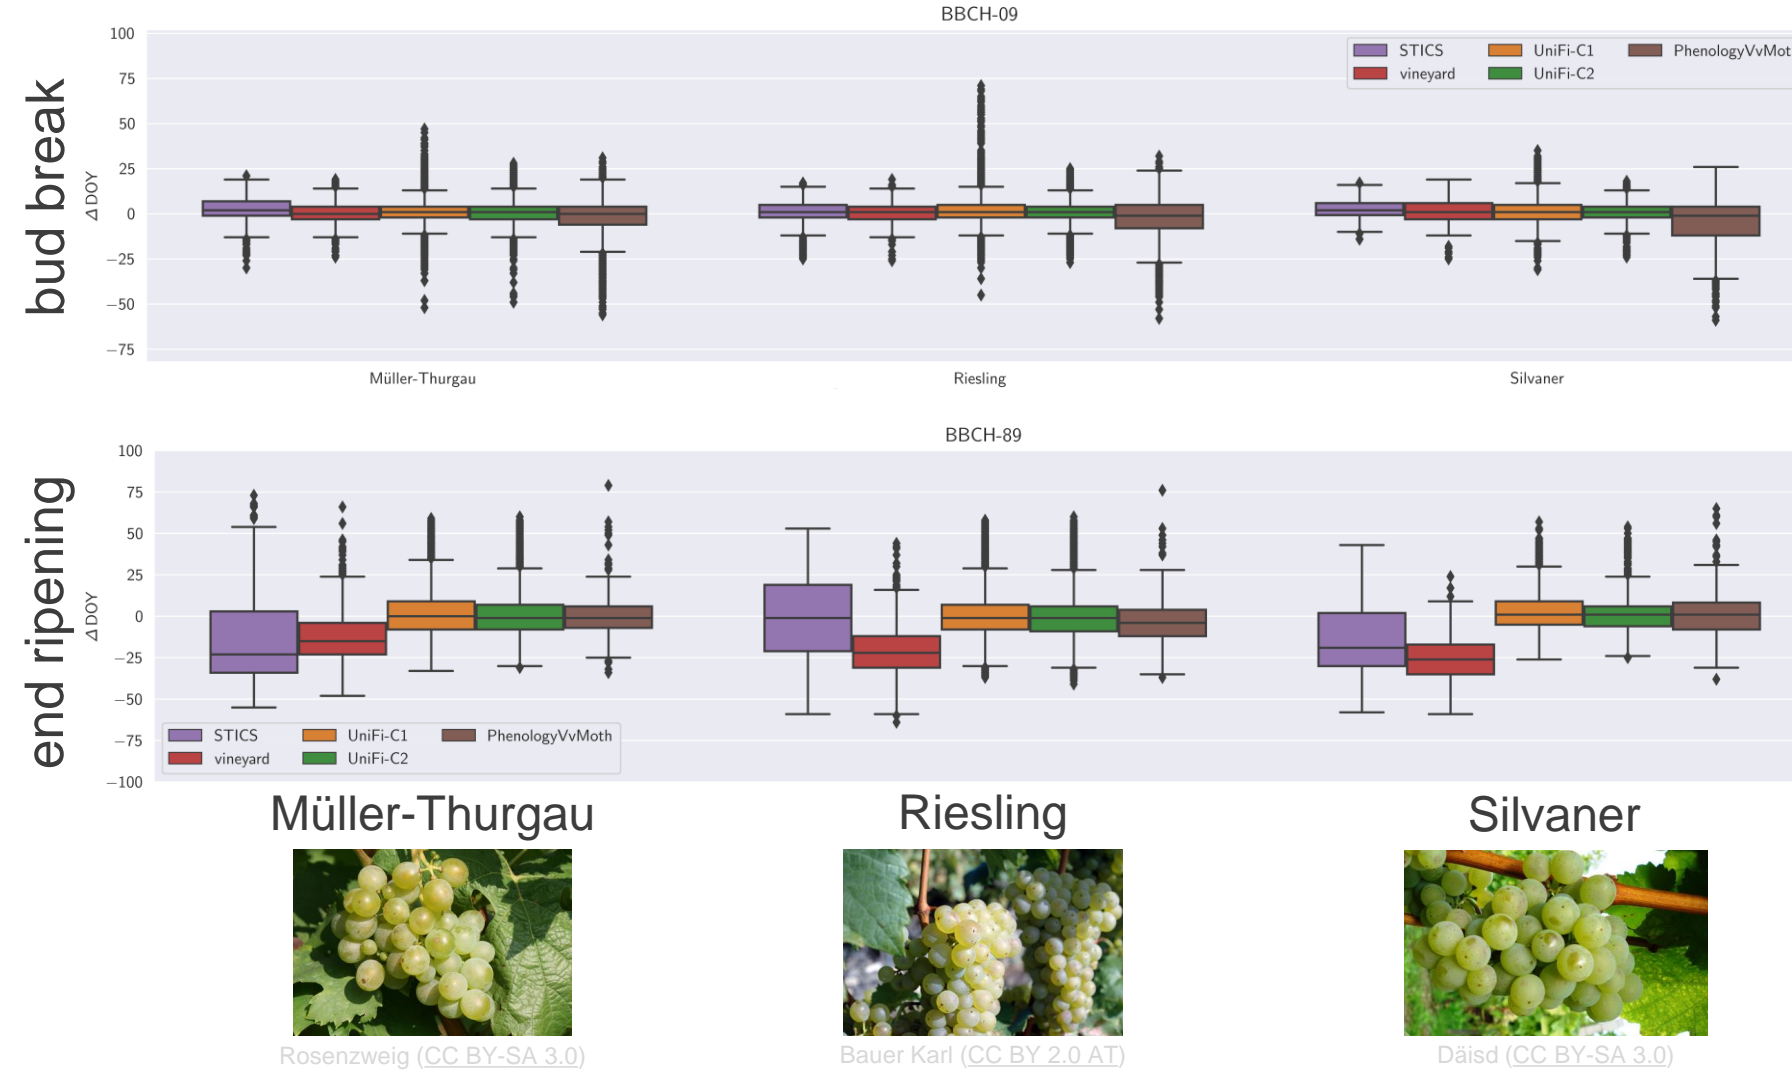 BBCH-09
bud break
ΔDOY
100
75
50
25
0
−25
−50
−75
STICS
UniFi-C1
PhenologyVvMot
vineyard
UniFi-C2
Müller-Thurgau
Riesling
Silvaner
BBCH-89
end ripening
ΔDOY
100
75
50
25
0
−25
−50
−75
−100
STICS
UniFi-C1
PhenologyVvMoth
vineyard
UniFi-C2
Müller-Thurgau
Riesling
Silvaner
Rosenzweig (CC BY-SA 3.0)
Bauer Karl (CC BY 2.0 AT)
Däisd (CC BY-SA 3.0)